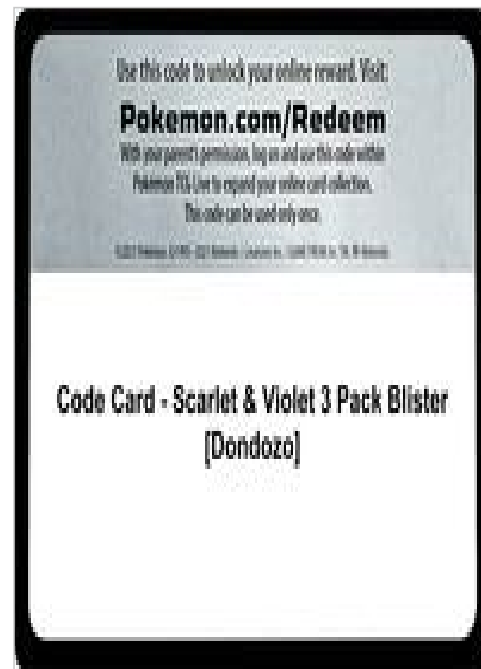 Use this code to unlock your online reward. Visit:
Pokemon.com/Redeem
With your parent's permission, log on and use this code within
Pokémon TCG Live to expand your online card collection.
This code can be used only once.
Code Card - Scarlet & Violet 3 Pack Blister
[Dondozo]